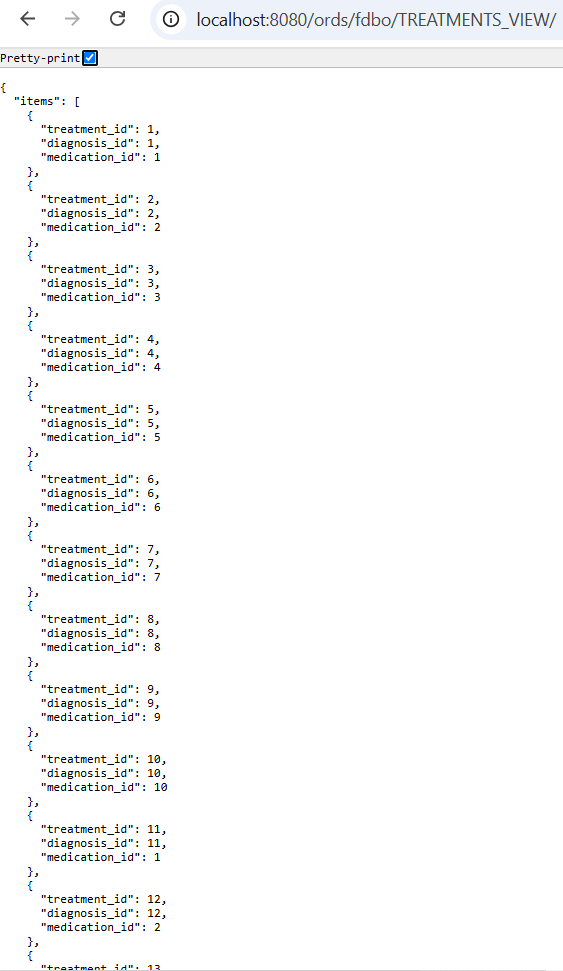 localhost:8080/ords/fdbo/TREATMENTS_VIEW/
Pretty-print
{
  "items": [
    {
      "treatment_id": 1,
      "diagnosis_id": 1,
      "medication_id": 1
    },
    {
      "treatment_id": 2,
      "diagnosis_id": 2,
      "medication_id": 2
    },
    {
      "treatment_id": 3,
      "diagnosis_id": 3,
      "medication_id": 3
    },
    {
      "treatment_id": 4,
      "diagnosis_id": 4,
      "medication_id": 4
    },
    {
      "treatment_id": 5,
      "diagnosis_id": 5,
      "medication_id": 5
    },
    {
      "treatment_id": 6,
      "diagnosis_id": 6,
      "medication_id": 6
    },
    {
      "treatment_id": 7,
      "diagnosis_id": 7,
      "medication_id": 7
    },
    {
      "treatment_id": 8,
      "diagnosis_id": 8,
      "medication_id": 8
    },
    {
      "treatment_id": 9,
      "diagnosis_id": 9,
      "medication_id": 9
    },
    {
      "treatment_id": 10,
      "diagnosis_id": 10,
      "medication_id": 10
    },
    {
      "treatment_id": 11,
      "diagnosis_id": 11,
      "medication_id": 1
    },
    {
      "treatment_id": 12,
      "diagnosis_id": 12,
      "medication_id": 2
    },
    {
      "treatment_id": 13,